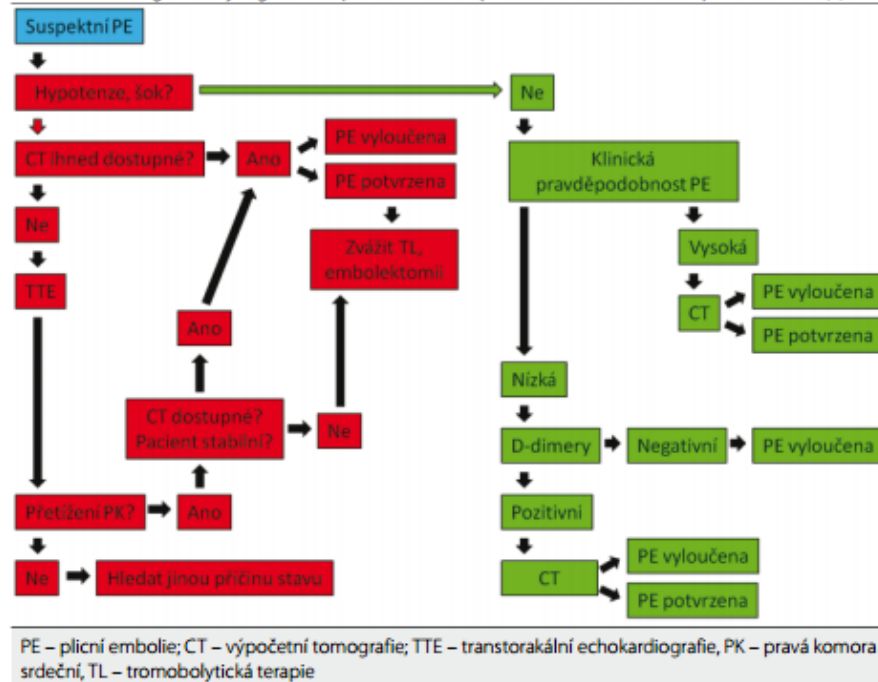 Suspektní PE
Hypotenze, šok?
Ne
CT ihned dostupné?
Ano
PE vyloučena
PE potvrzena
Klinická
pravděpodobnost PE
Ne
Zvážit TL,
embolektomii
Vysoká
TTE
CT
PE vyloučena
PE potvrzena
Ano
Nízká
CT dostupné?
Pacient stabilní?
Ne
D-dimery
Negativní
PE vyloučena
Přetížení PK?
Ano
Pozitivní
Ne
Hledat jinou příčinu stavu
CT
PE vyloučena
PE potvrzena
PE – plicní embolie; CT – výpočetní tomografie; TTE – transtorakální echokardiografie, PK – pravá komora
srdeční, TL – tromobolytická terapie